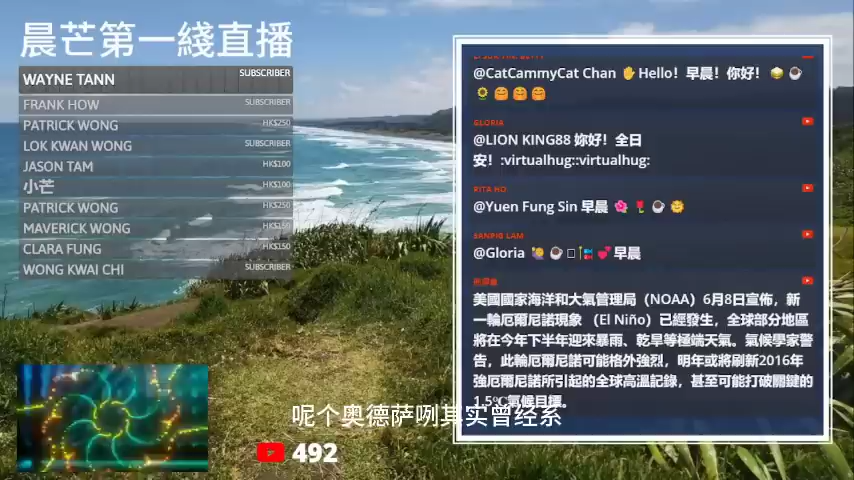 晨芒第一綫直播
WAYNE TANN SUBSCRIBER
FRANK HOW SUBSCRIBER
PATRICK WONG HK$250
LOK KWAN WONG SUBSCRIBER
JASON TAM HK$100
小芒 HK$100
PATRICK WONG HK$250
MAVERICK WONG
CLARA FUNG HK$150
WONG KWAI CHI SUBSCRIBER
@CatCammyCat Chan ✋Hello！早晨！你好！
GLORIA
@LION KING88 妳好！全日
安！:virtualhug::virtualhug:
RITA HO
@Yuen Fung Sin 早晨 🌺🌷☕🌞
@Gloria 早晨
美國國家海洋和大氣管理局（NOAA）6月8日宣佈，新
一輪厄爾尼諾現象 （El Niño）已經發生，全球部分地區
將在今年下半年迎來暴雨、乾旱等極端天氣。氣候學家警
告，此輪厄爾尼諾可能格外強烈，明年或將刷新2016年
強厄爾尼諾所引起的全球高溫記錄，甚至可能打破關鍵的
1.5℃氣候目標。
呢个奥德萨咧其实曾经系
492